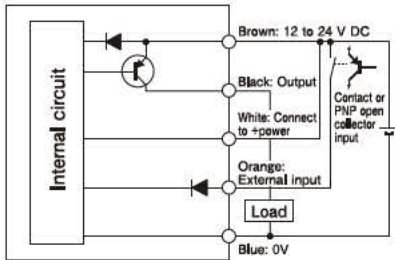 Internal circuit
Brown: 12 to 24 V DC
Black: Output
White: Connect
to +power
Contact or
PNP open
collector
input
Orange:
External input
Load
Blue: 0V